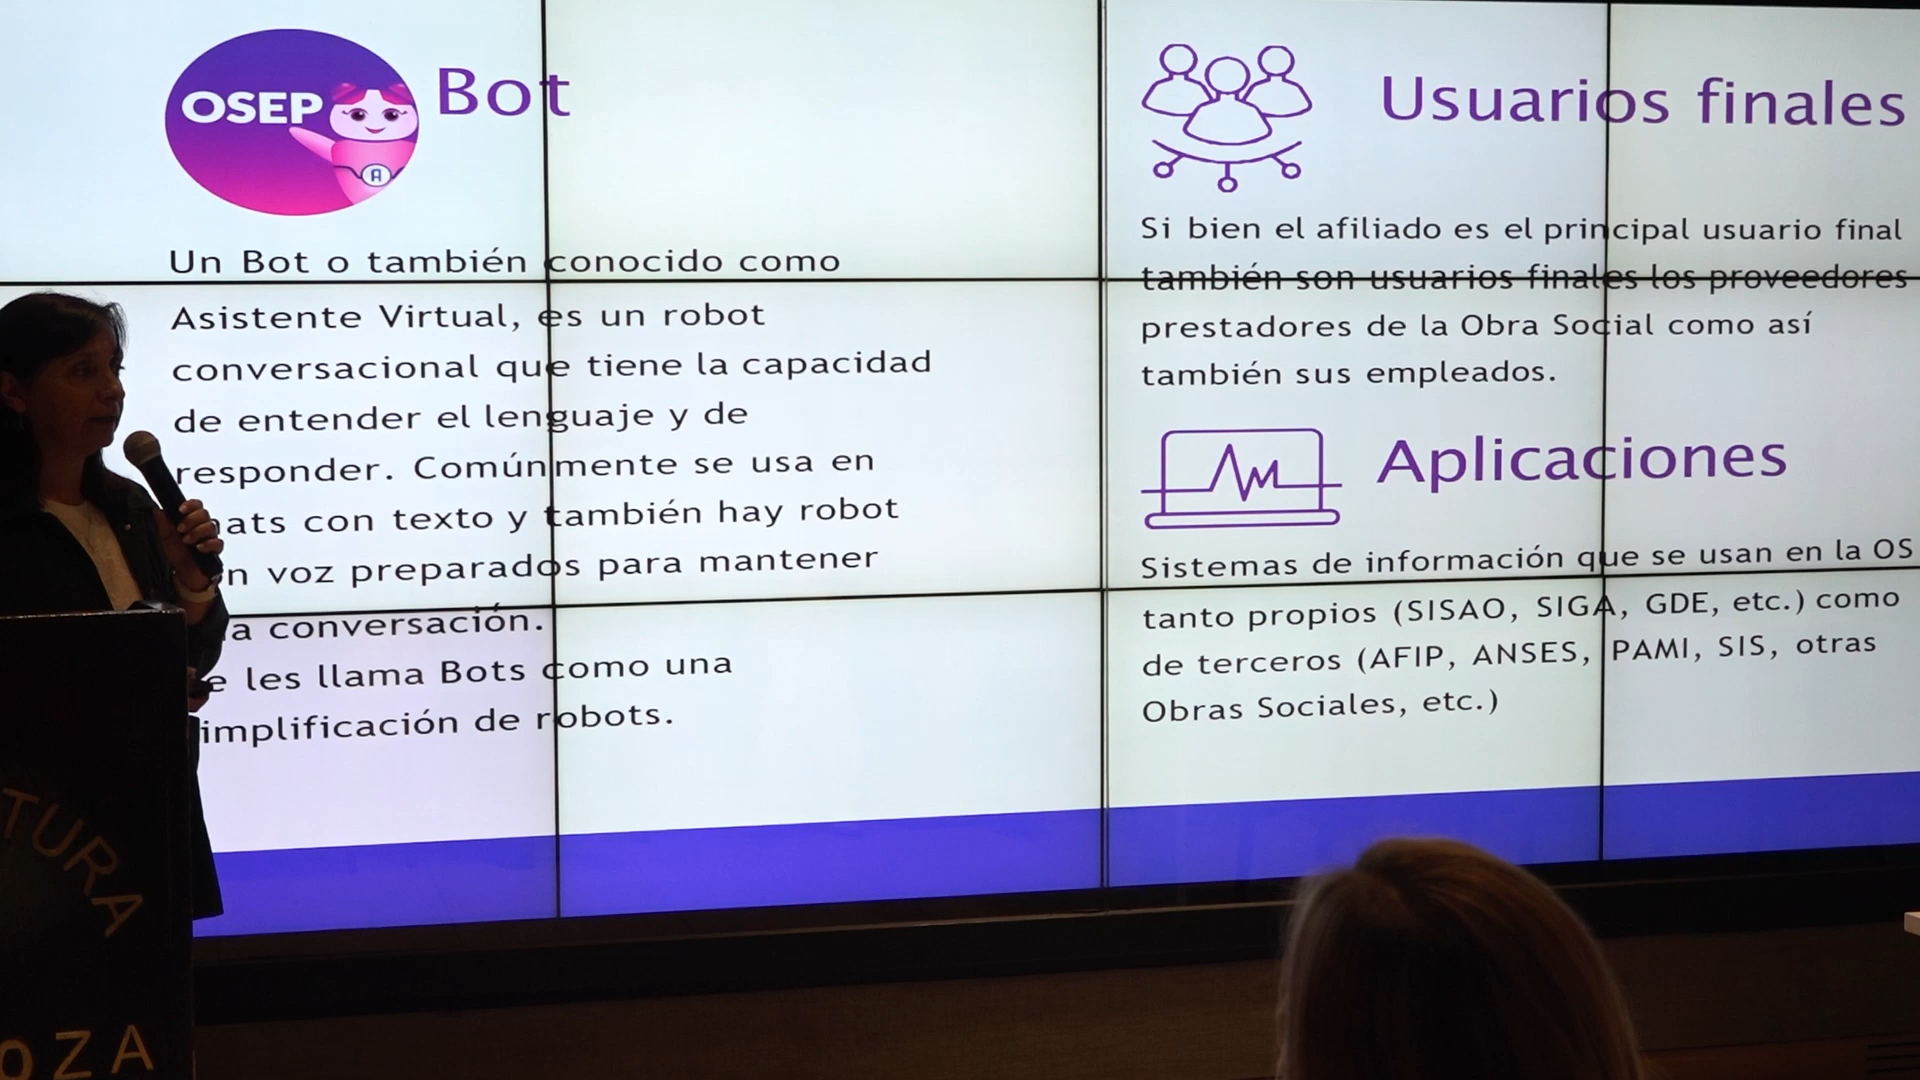 OSEP
A
Bot
Un Bot o también conocido como
Asistente Virtual, es un robot
conversacional que tiene la capacidad
de entender el lenguaje y de
responder. Comúnmente se usa en
ats con texto y también hay robot
n voz preparados para mantener
a conversación.
e les llama Bots como una
implificación de robots.
Usuarios finales
Si bien el afiliado es el principal usuario final
también son usuarios finales los proveedores
prestadores de la Obra Social como así
también sus empleados.
Aplicaciones
Sistemas de información que se usan en la OS
tanto propios (SISAO, SIGA, GDE, etc.) como
de terceros (AFIP, ANSES, PAMI, SIS, otras
Obras Sociales, etc.)
TURA
OZA